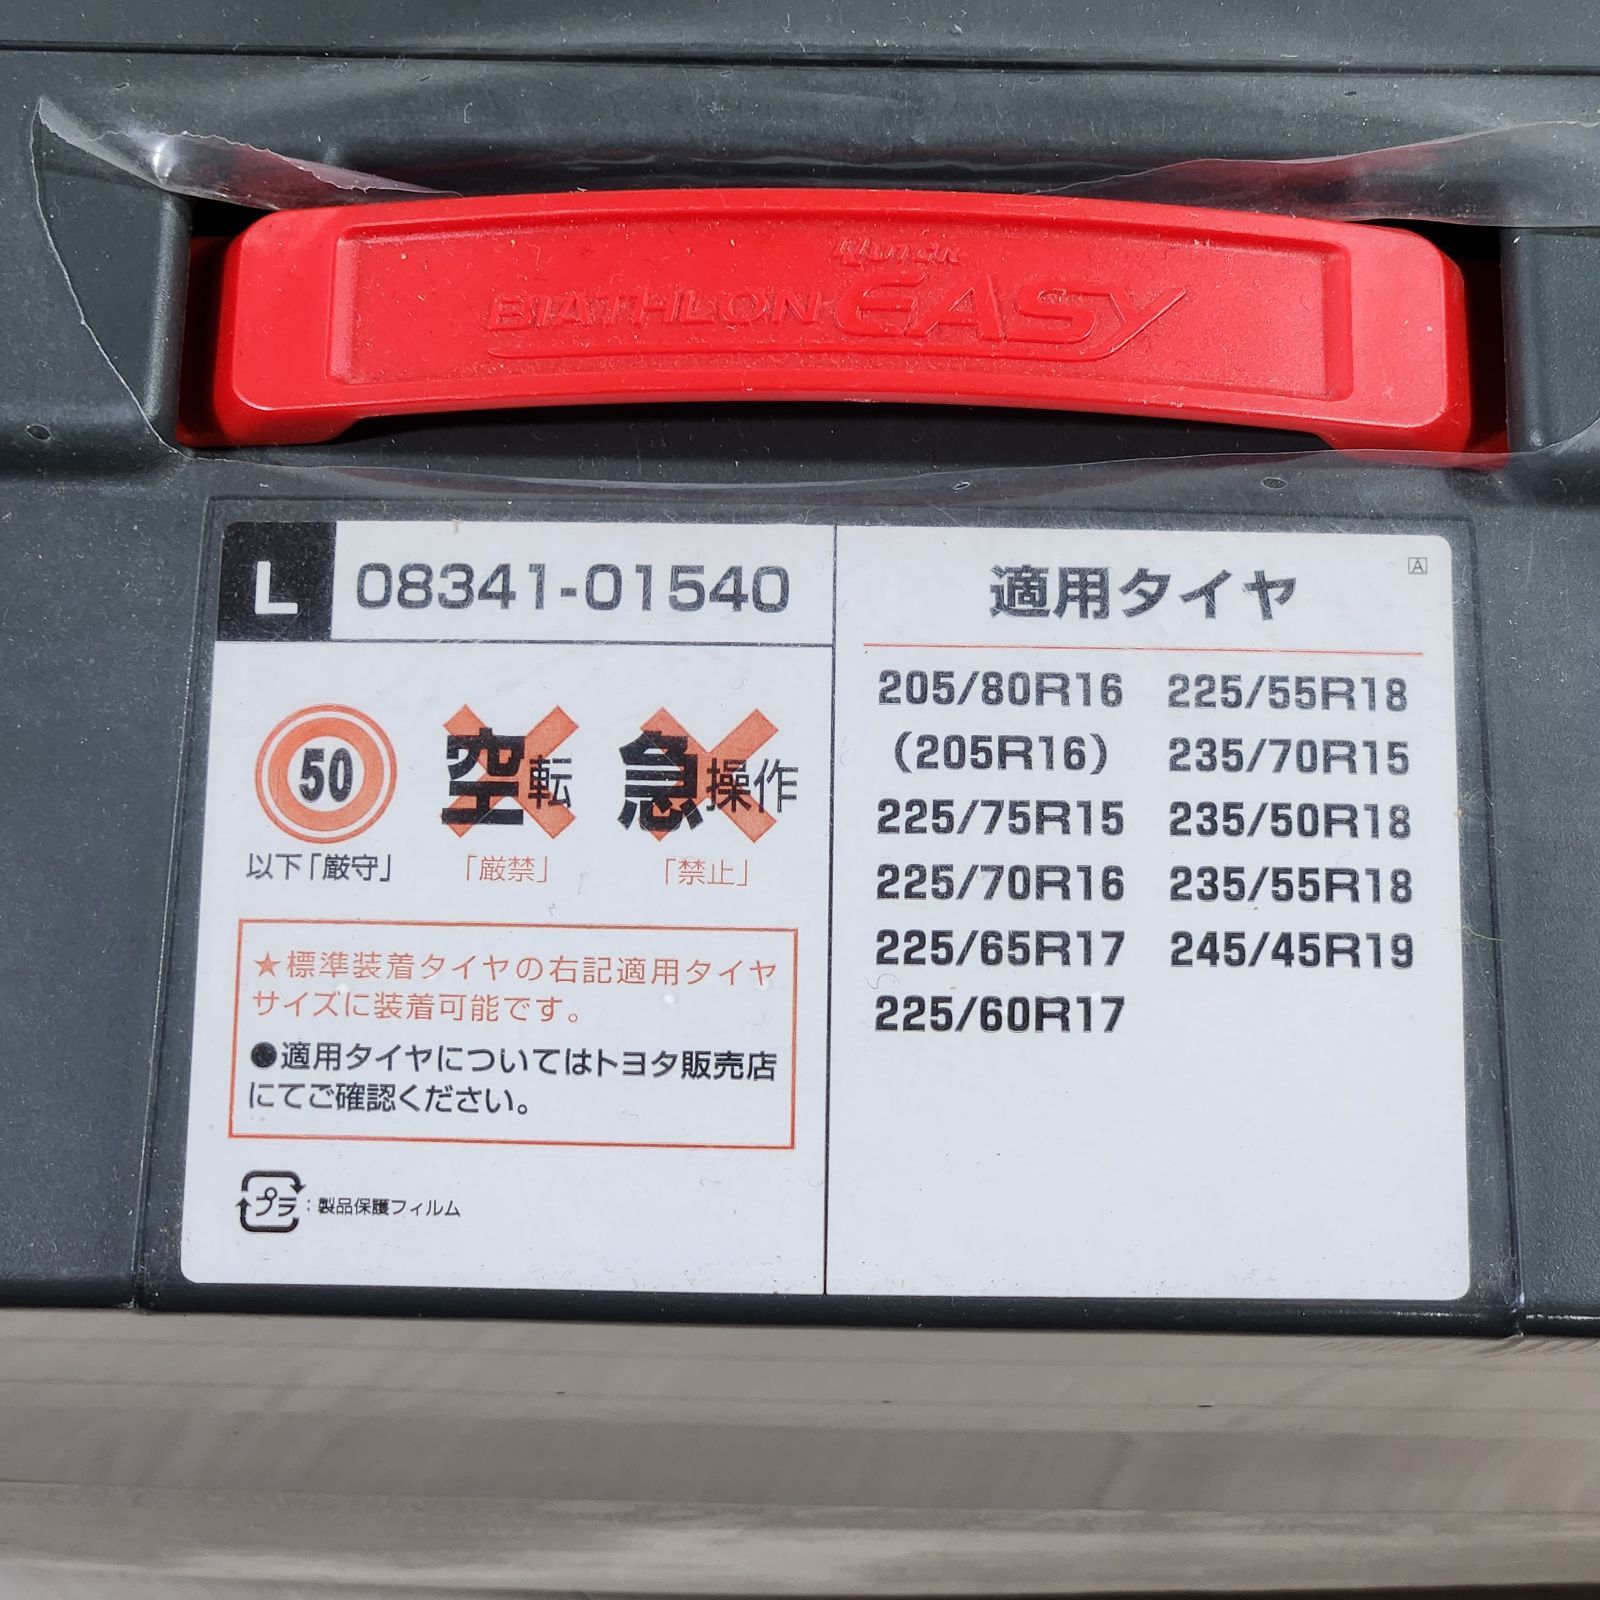 QUICK
BIATHLON EASY
L 08341-01540
50
以下「厳守」
空転
「厳禁」
急操作
「禁止」
★標準装着タイヤの右記適用タイヤ
サイズに装着可能です。
●適用タイヤについてはトヨタ販売店
にてご確認ください。
プラ:製品保護フィルム
適用タイヤ
A
205/80R16
(205R16)
225/75R15
225/70R16
225/65R17
225/60R17
225/55R18
235/70R15
235/50R18
235/55R18
245/45R19